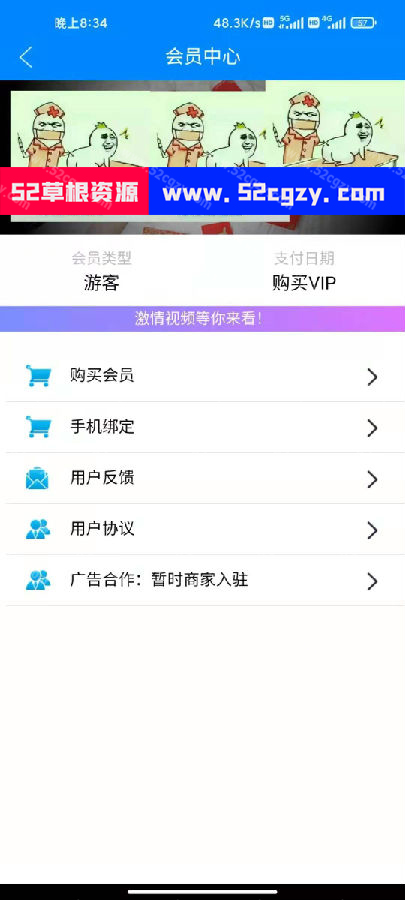 晚上8:34 48.3K/s HD 5G HD 4G 57
会员中心
52草根资源 www.52cgzy.com
会员类型 支付日期
游客 购买VIP
激情视频等你来看!
购买会员
手机绑定
用户反馈
用户协议
广告合作：暂时商家入驻